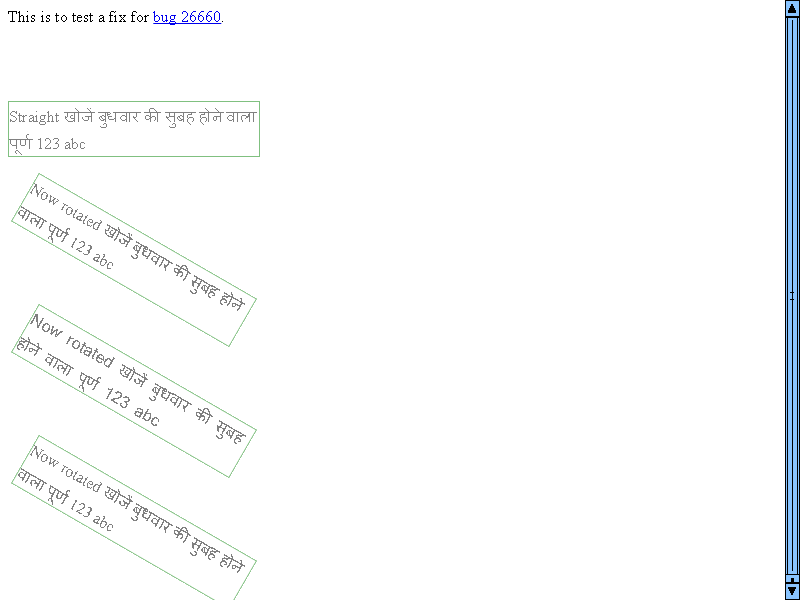 This is to test a fix for bug 26660.
Straight खोजें बुधवार की सुबह होने वाला
पूर्ण 123 abc
Now rotated खोजें बुधवार की सुबह होने
वाला पूर्ण 123 abc
Now rotated खोजें बुधवार की सुबह
होने वाला पूर्ण 123 abc
Now rotated खोजें बुधवार की सुबह होने
वाला पूर्ण 123 abc